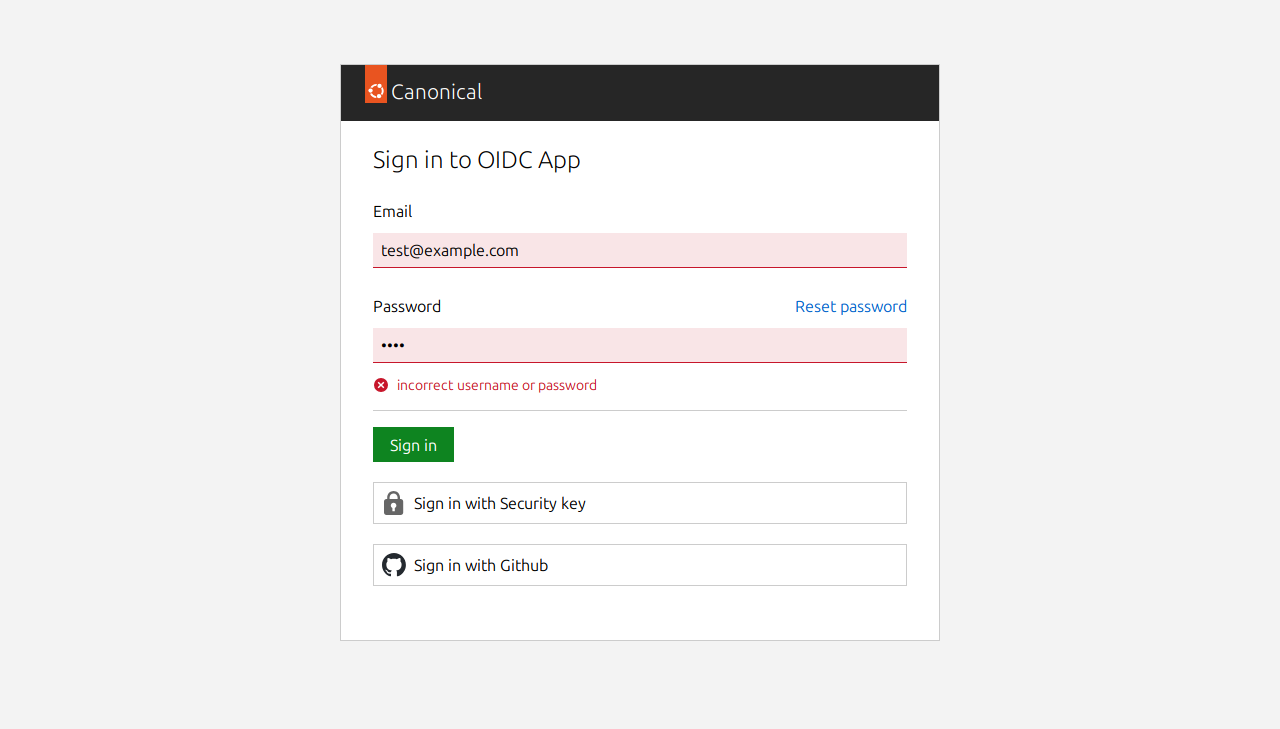 Canonical
Sign in to OIDC App
Email
test@example.com
Password Reset password
••••
incorrect username or password
Sign in
Sign in with Security key
Sign in with Github